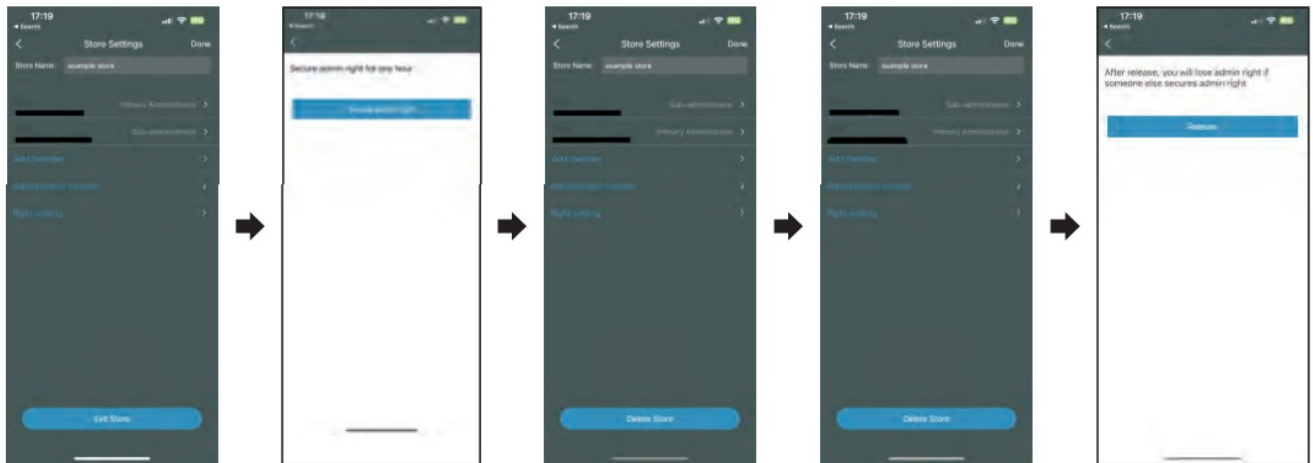 17:19
Search
Store Settings
Done
Store Name
example store
Primary Administrator
Sub-administrator
Add member
Administrator transfer
Right setting
Exit Store
17:19
Search
Secure admin right for one hour
Secure admin right
17:19
Search
Store Settings
Done
Store Name
example store
Sub-administrator
Primary Administrator
Add member
Administrator transfer
Right setting
Delete Store
17:19
Search
Store Settings
Done
Store Name
example store
Sub-administrator
Primary Administrator
Add member
Administrator transfer
Right setting
Delete Store
17:19
Search
After release, you will lose admin right if
someone else secures admin right
Release